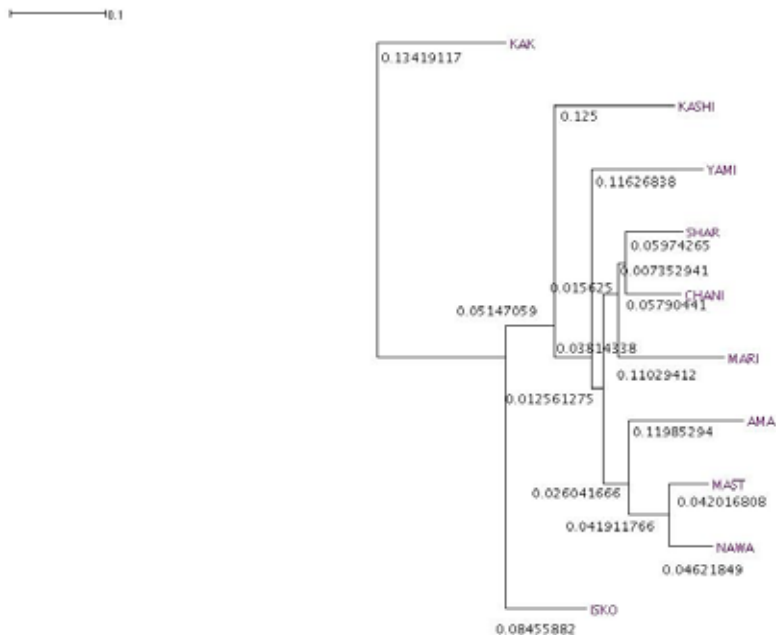 0.1
KAK
0.13419117
KASHI
0.125
YAMI
0.11626838
SHAR
0.05974265
0.007352941
0.015625
CHANI
0.05790441
0.05147059
0.03814338
MARI
0.11029412
0.012561275
AMA
0.11985294
MAST
0.026041666
0.042016808
0.041911766
NAWA
0.04621849
ISKO
0.08455882